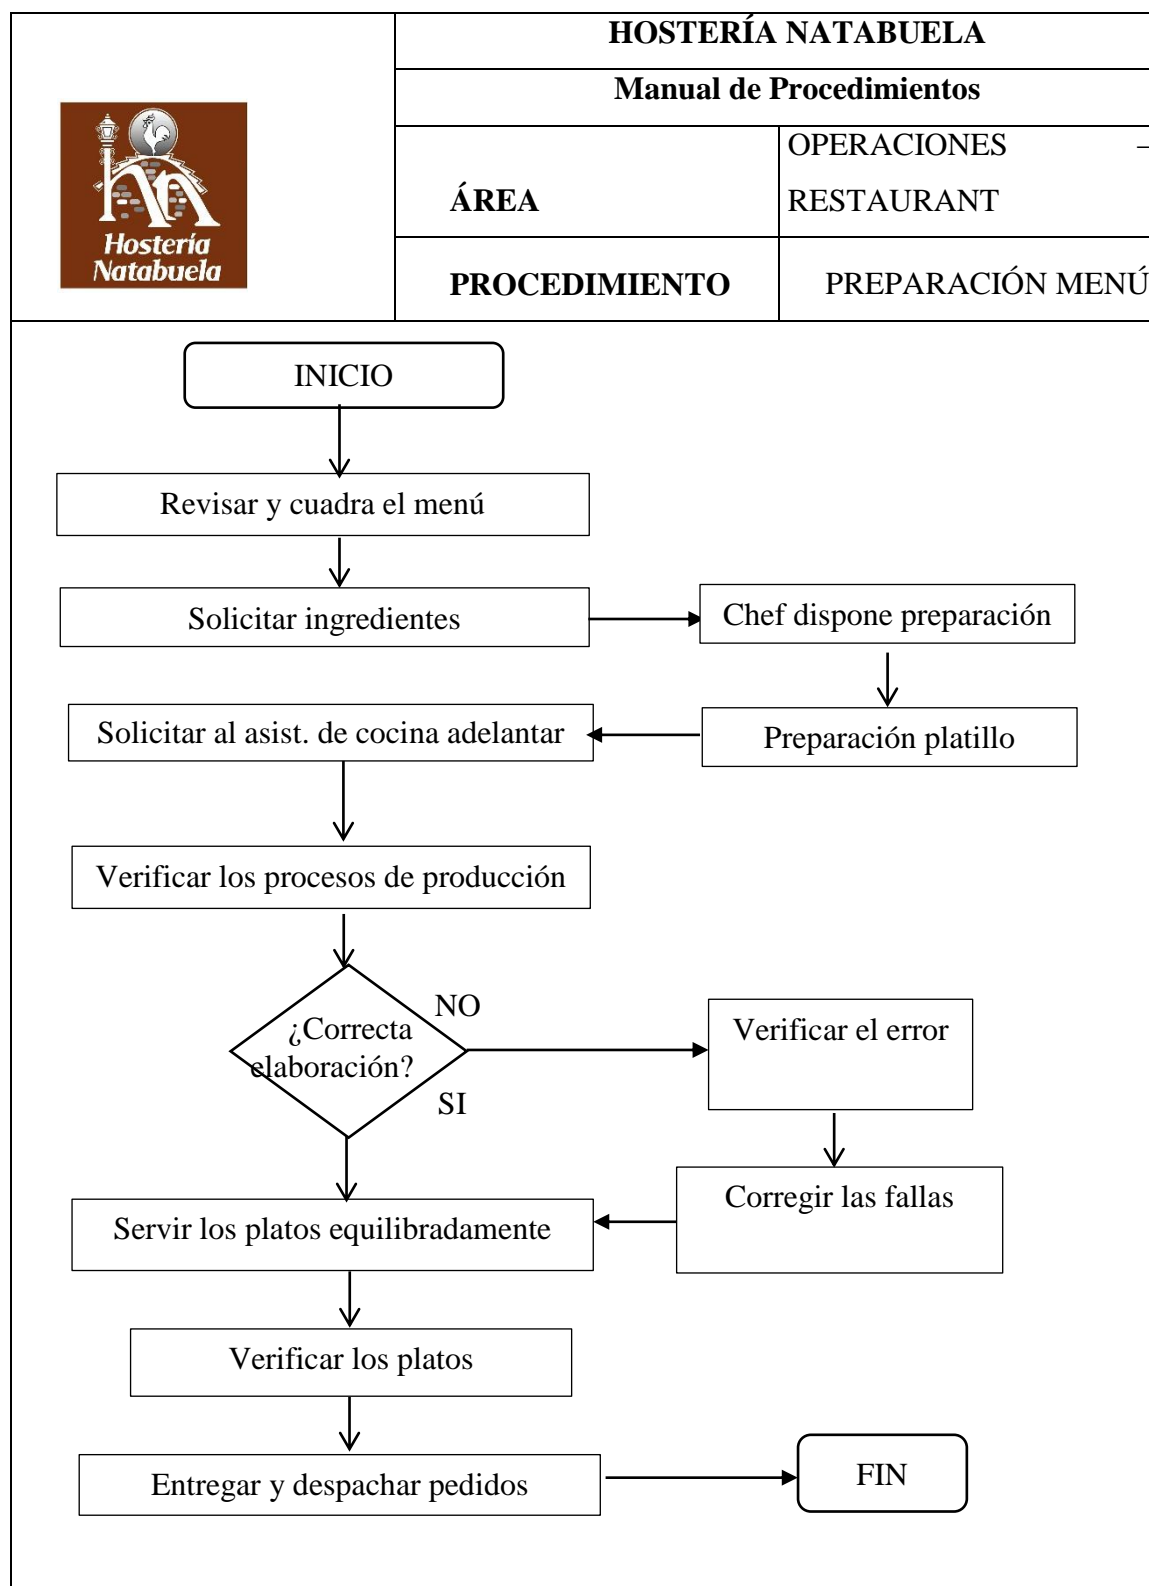 HOSTERÍA NATABUELA
Manual de Procedimientos
ÁREA
OPERACIONES –
RESTAURANT
PROCEDIMIENTO
PREPARACIÓN MENÚ
Hostería
Natabuela
INICIO
Revisar y cuadra el menú
Solicitar ingredientes
Chef dispone preparación
Solicitar al asist. de cocina adelantar
Preparación platillo
Verificar los procesos de producción
NO
¿Correcta
elaboración?
SI
Verificar el error
Corregir las fallas
Servir los platos equilibradamente
Verificar los platos
Entregar y despachar pedidos
FIN